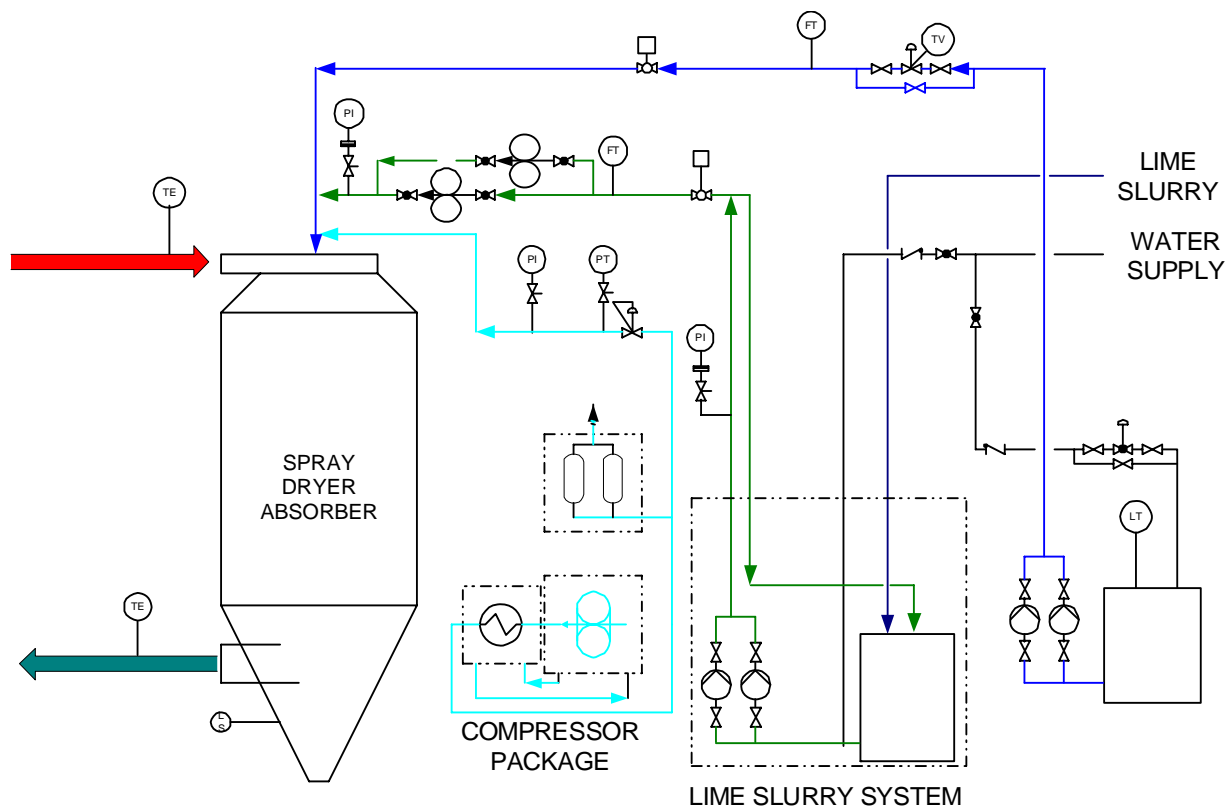 FT
TV
PI
FT
LIME
SLURRY
TE
WATER
SUPPLY
PI
PT
PI
SPRAY
DRYER
ABSORBER
LT
TE
LS
COMPRESSOR
PACKAGE
LIME SLURRY SYSTEM